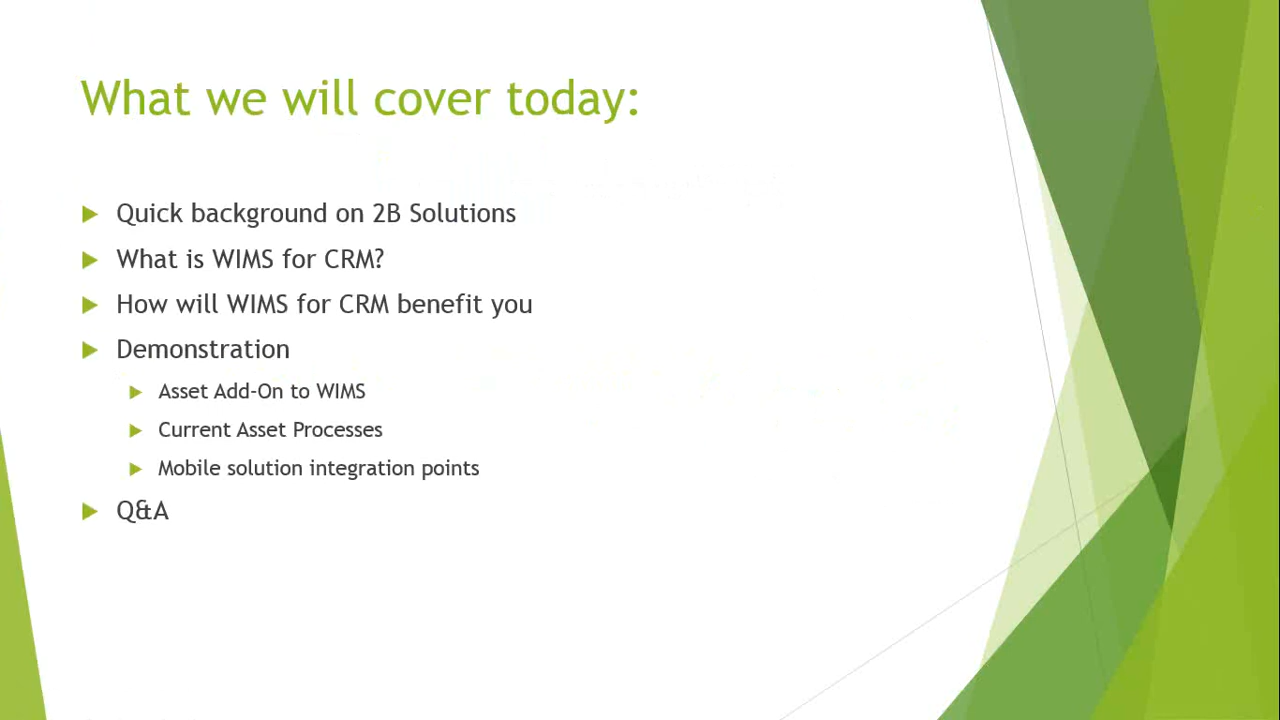 What we will cover today:
Quick background on 2B Solutions
What is WIMS for CRM?
How will WIMS for CRM benefit you
Demonstration
Asset Add-On to WIMS
Current Asset Processes
Mobile solution integration points
Q&A